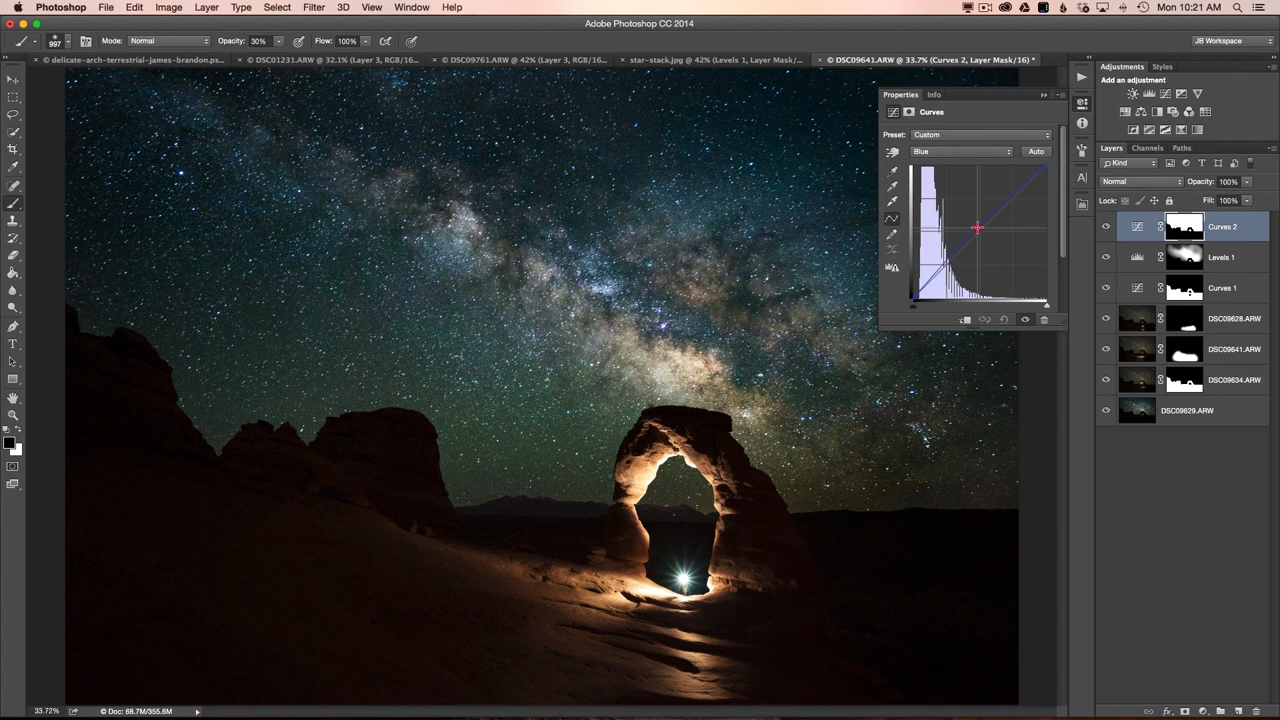 Photoshop File Edit Image Layer Type Select Filter 3D View Window Help Mon 10:21 AM
Adobe Photoshop CC 2014
997 Mode: Normal Opacity: 30% Flow: 100% JB Workspace
× © delicate-arch-terrestrial-james-brandon.ps... × © DSC01231.ARW @ 32.1% (Layer 3, RGB/16... × © DSC09761.ARW @ 42% (Layer 3, RGB/16... × star-stack.jpg @ 42% (Levels 1, Layer Mask/... × © DSC09641.ARW @ 33.7% (Curves 2, Layer Mask/16) *
Adjustments Styles
Add an adjustment
Properties Info
Curves
Preset: Custom
Blue Auto
Layers Channels Paths
Kind
Normal Opacity: 100%
Lock: Fill: 100%
Curves 2
Levels 1
Curves 1
DSC09628.ARW
DSC09641.ARW
DSC09634.ARW
DSC09629.ARW
33.72% © Doc: 68.7M/355.6M